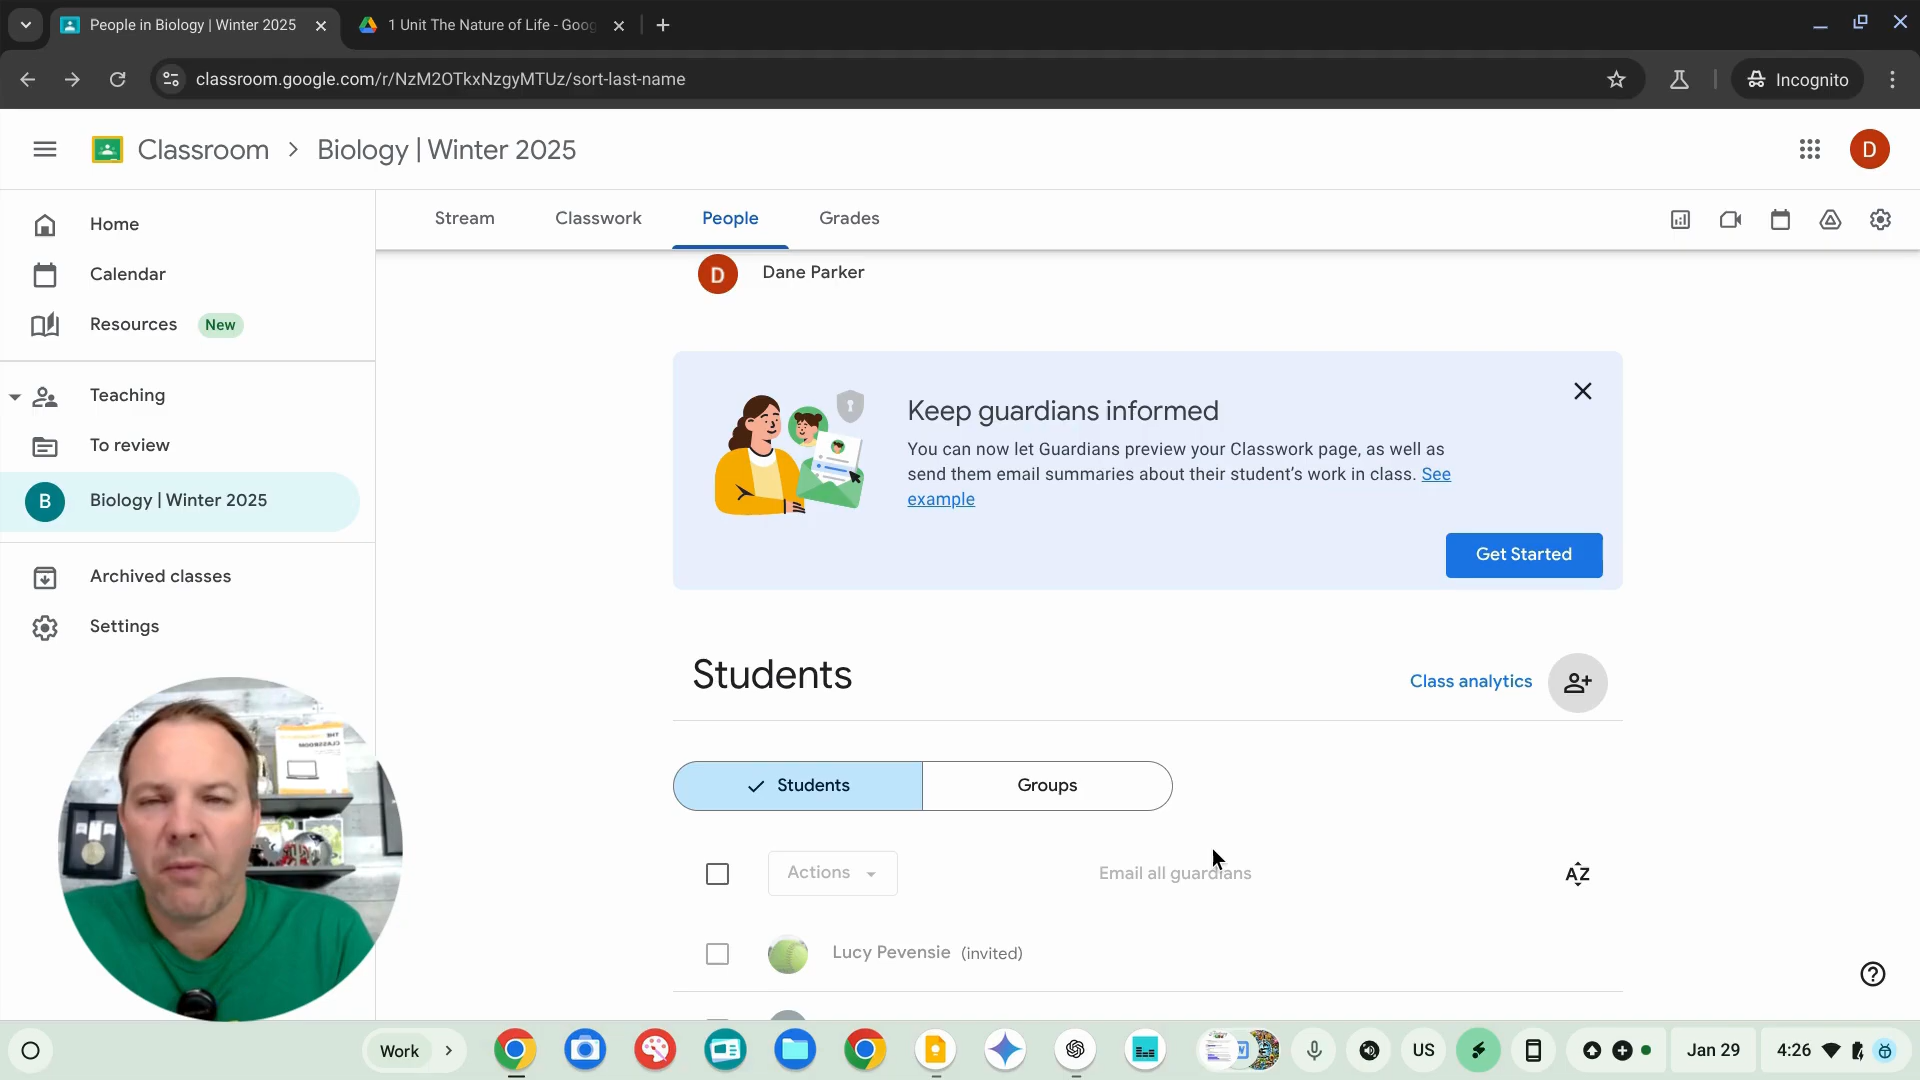 People in Biology | Winter 2025
1 Unit The Nature of Life - Goog
classroom.google.com/r/NzM2OTkxNzgyMTUz/sort-last-name
Incognito
Classroom > Biology | Winter 2025
D
Home
Calendar
Resources New
Teaching
To review
B Biology | Winter 2025
Archived classes
Settings
Stream Classwork People Grades
D Dane Parker
Keep guardians informed
You can now let Guardians preview your Classwork page, as well as
send them email summaries about their student's work in class. See
example
Get Started
Students
Class analytics
Students Groups
Actions
Email all guardians
AZ
Lucy Pevensie (invited)
Work
US
Jan 29
4:26